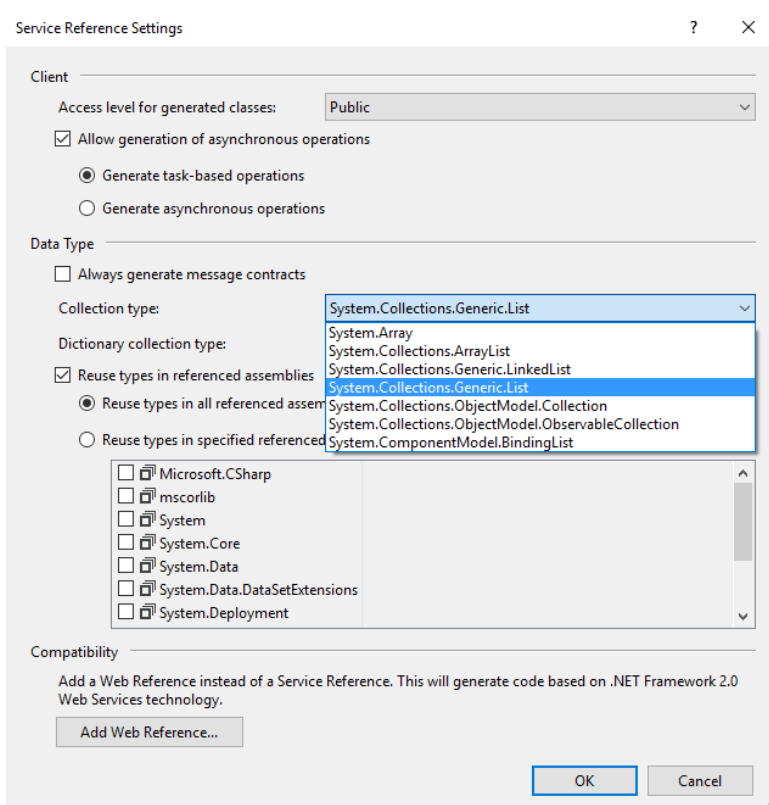 Service Reference Settings
?
Client
Access level for generated classes:
Public
Allow generation of asynchronous operations
Generate task-based operations
Generate asynchronous operations
Data Type
Always generate message contracts
Collection type:
System.Collections.Generic.List
System.Array
System.Collections.ArrayList
System.Collections.Generic.LinkedList
System.Collections.Generic.List
System.Collections.ObjectModel.Collection
System.Collections.ObjectModel.ObservableCollection
System.ComponentModel.BindingList
Dictionary collection type:
Reuse types in referenced assemblies
Reuse types in all referenced assem
Reuse types in specified referenced
Microsoft.CSharp
mscorlib
System
System.Core
System.Data
System.Data.DataSetExtensions
System.Deployment
Compatibility
Add a Web Reference instead of a Service Reference. This will generate code based on .NET Framework 2.0
Web Services technology.
Add Web Reference...
OK
Cancel